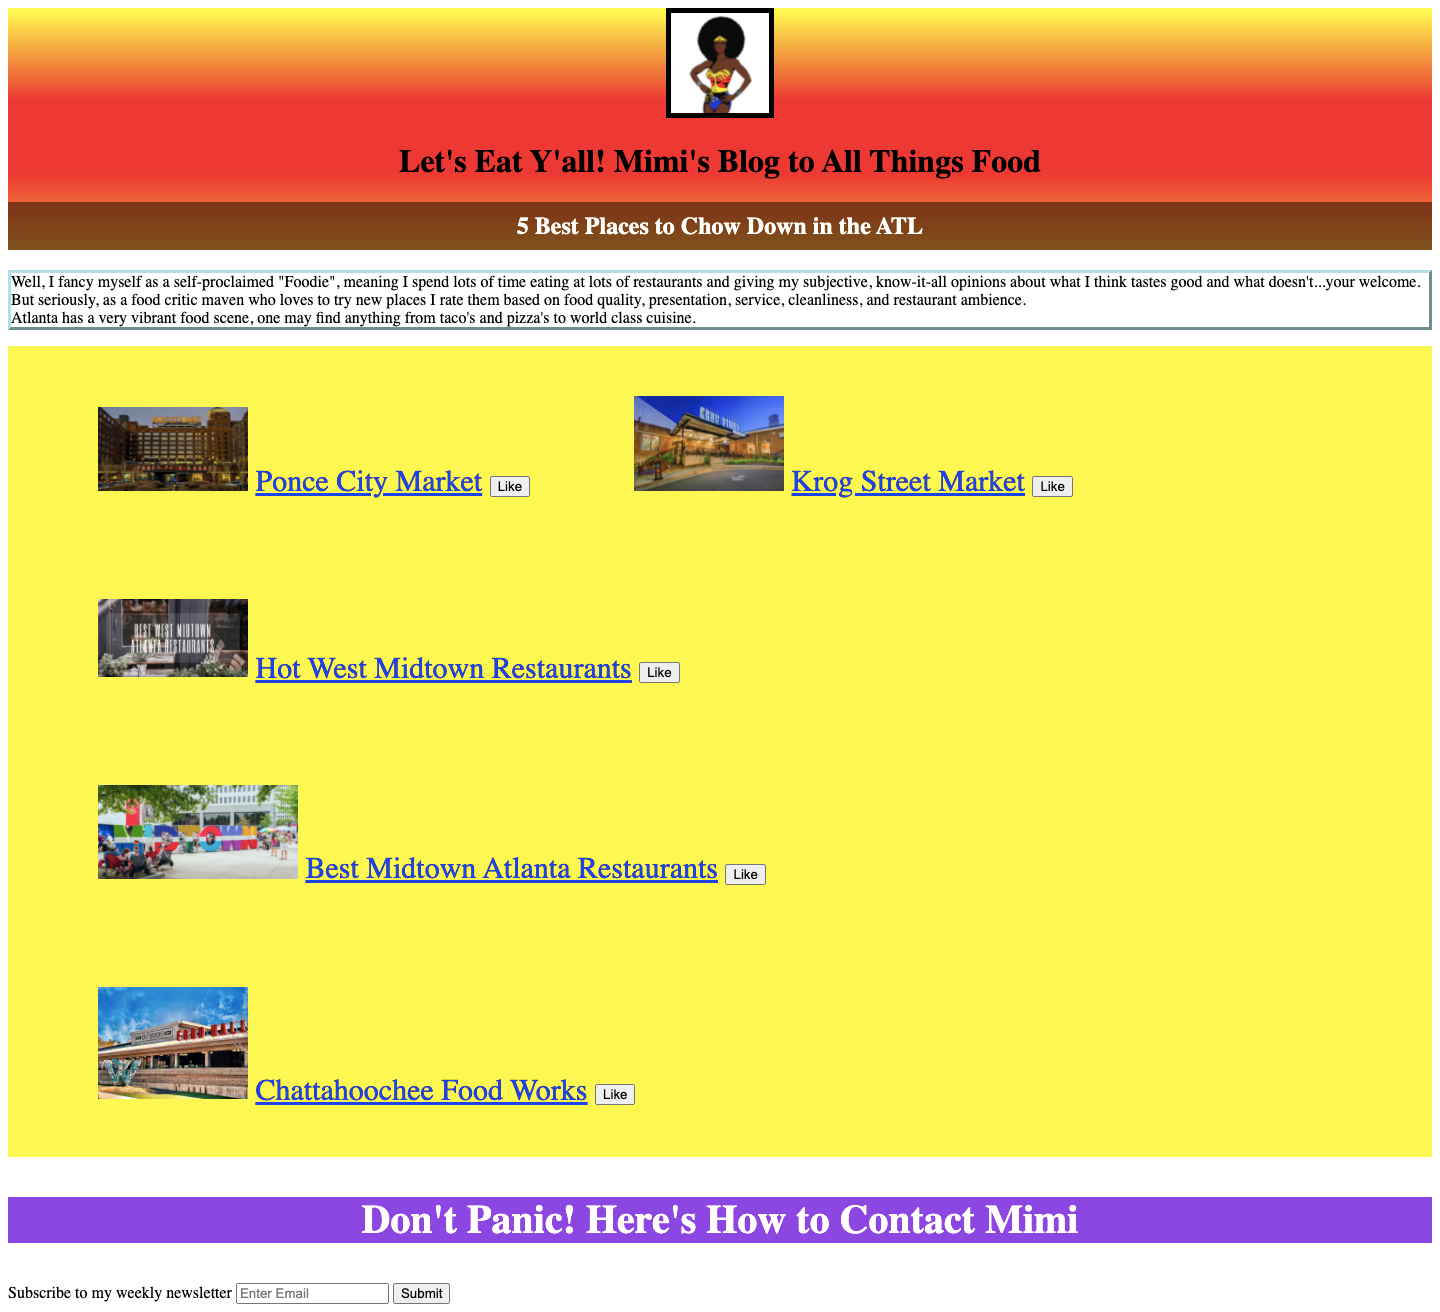 Let's Eat Y'all! Mimi's Blog to All Things Food
5 Best Places to Chow Down in the ATL
Well, I fancy myself as a self-proclaimed "Foodie", meaning I spend lots of time eating at lots of restaurants and giving my subjective, know-it-all opinions about what I think tastes good and what doesn't...your welcome.
But seriously, as a food critic maven who loves to try new places I rate them based on food quality, presentation, service, cleanliness, and restaurant ambience.
Atlanta has a very vibrant food scene, one may find anything from taco's and pizza's to world class cuisine.
KROG STREET
Ponce City Market Like Krog Street Market Like
BEST WEST MIDTOWN
ATLANTA RESTAURANTS
Hot West Midtown Restaurants Like
MIDTOWN
Best Midtown Atlanta Restaurants Like
Chattahoochee Food Works Like
Don't Panic! Here's How to Contact Mimi
Subscribe to my weekly newsletter Enter Email Submit